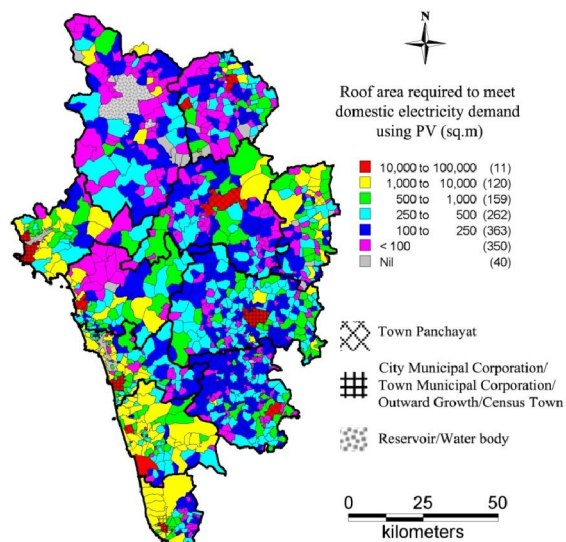 N
Roof area required to meet
domestic electricity demand
using PV (sq.m)
10,000 to 100,000 (11)
1,000 to 10,000 (120)
500 to 1,000 (159)
250 to 500 (262)
100 to 250 (363)
< 100 (350)
Nil (40)
Town Panchayat
City Municipal Corporation/
Town Municipal Corporation/
Outward Growth/Census Town
Reservoir/Water body
0 25 50
kilometers